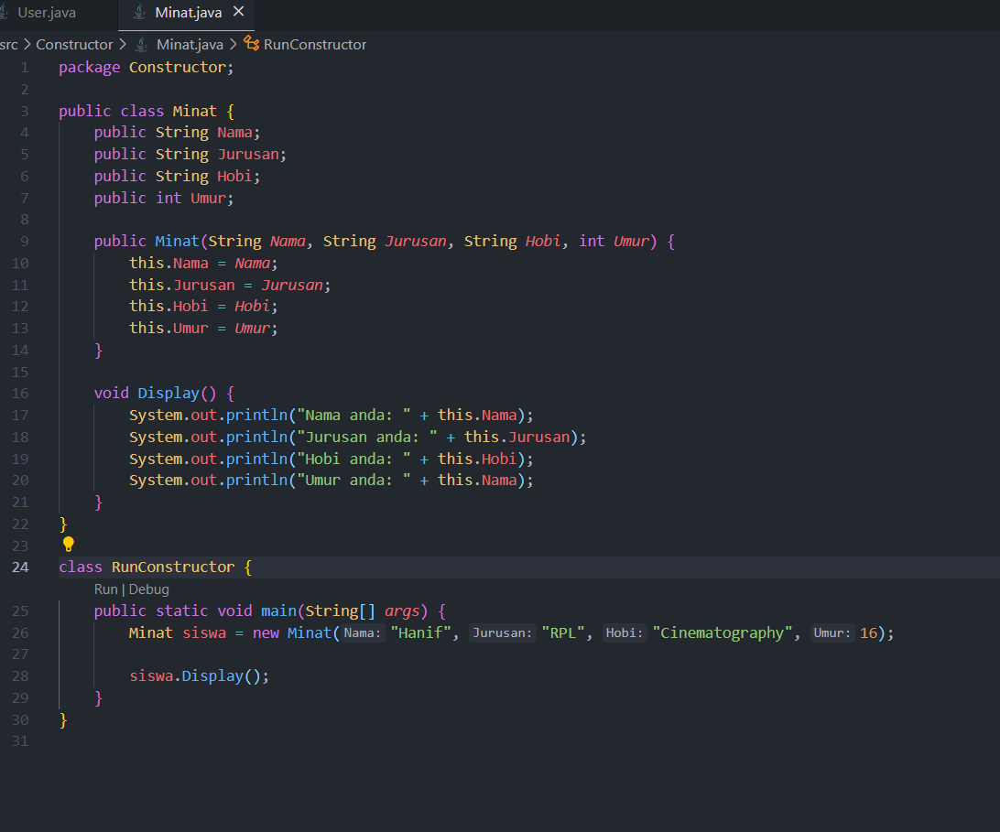 User.java Minat.java
src > Constructor > Minat.java > RunConstructor
1 package Constructor;
2
3 public class Minat {
4 public String Nama;
5 public String Jurusan;
6 public String Hobi;
7 public int Umur;
8
9 public Minat(String Nama, String Jurusan, String Hobi, int Umur) {
10 this.Nama = Nama;
11 this.Jurusan = Jurusan;
12 this.Hobi = Hobi;
13 this.Umur = Umur;
14 }
15
16 void Display() {
17 System.out.println("Nama anda: " + this.Nama);
18 System.out.println("Jurusan anda: " + this.Jurusan);
19 System.out.println("Hobi anda: " + this.Hobi);
20 System.out.println("Umur anda: " + this.Nama);
21 }
22 }
23
24 class RunConstructor {
Run | Debug
25 public static void main(String[] args) {
26 Minat siswa = new Minat(Nama: "Hanif", Jurusan: "RPL", Hobi: "Cinematography", Umur: 16);
27
28 siswa.Display();
29 }
30 }
31